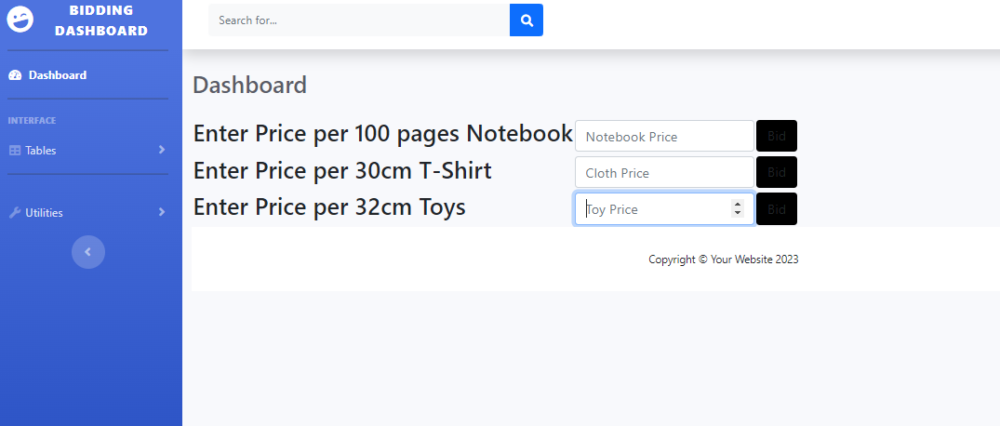 BIDDING
DASHBOARD
Search for...
Dashboard
INTERFACE
Tables
Utilities
Dashboard
Enter Price per 100 pages Notebook Notebook Price Bid
Enter Price per 30cm T-Shirt Cloth Price Bid
Enter Price per 32cm Toys Toy Price Bid
Copyright © Your Website 2023